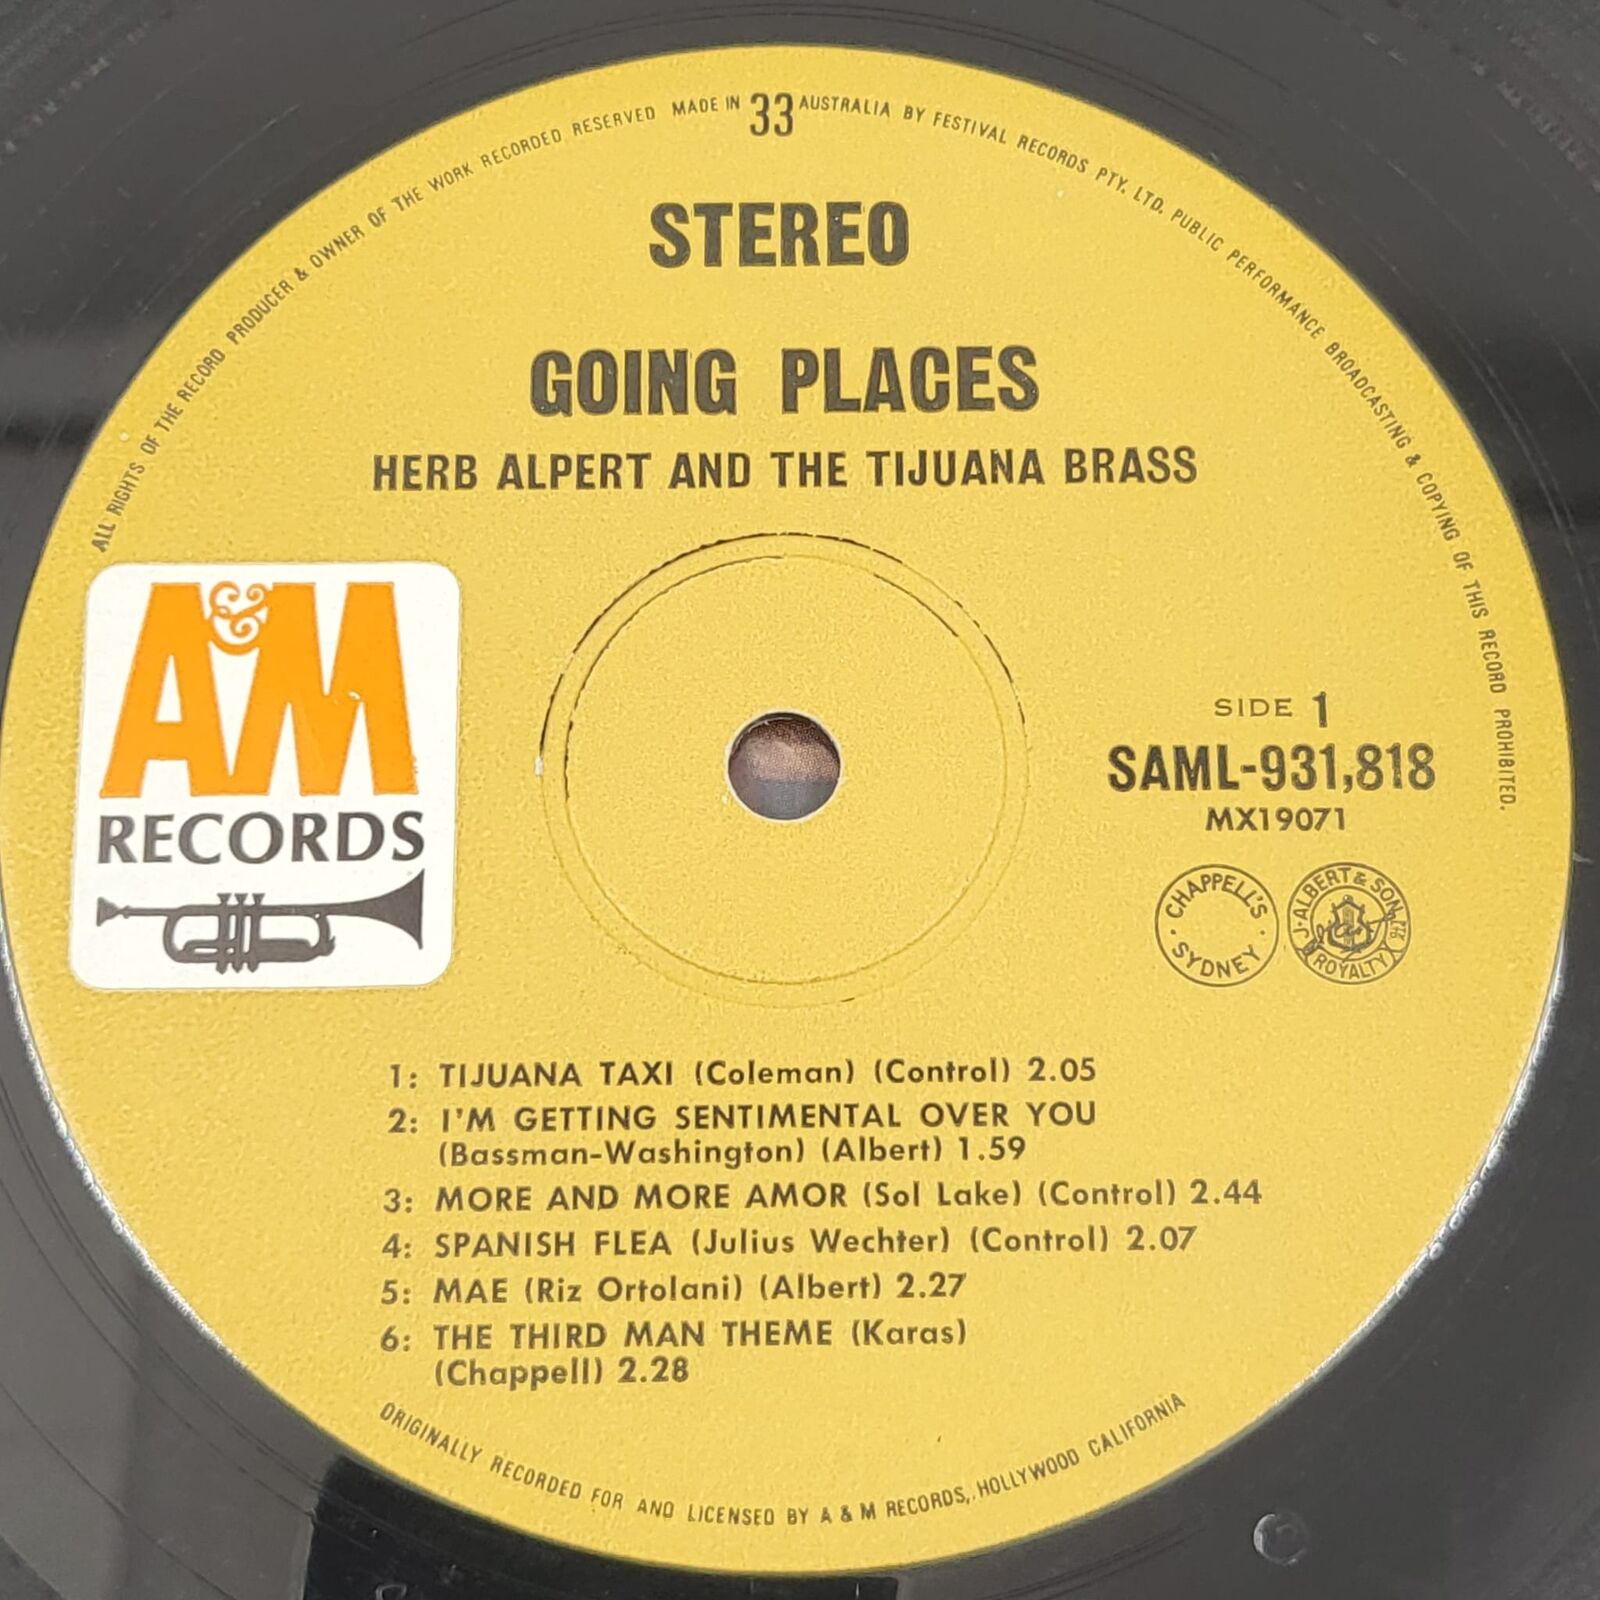 ALL RIGHTS OF THE RECORD PRODUCER & OWNER OF THE WORK RECORDED RESERVED MADE IN 33 AUSTRALIA BY FESTIVAL RECORDS PTY. LTD. PUBLIC PERFORMANCE BROADCASTING & COPYING OF THIS RECORD PROHIBITED.
STEREO
GOING PLACES
HERB ALPERT AND THE TIJUANA BRASS
A&M
RECORDS
SIDE 1
SAML-931,818
MX19071
CHAPPELL'S
· SYDNEY ·
J. ALBERT & SON PTY LTD
ROYALTY
1: TIJUANA TAXI (Coleman) (Control) 2.05
2: I'M GETTING SENTIMENTAL OVER YOU
(Bassman-Washington) (Albert) 1.59
3: MORE AND MORE AMOR (Sol Lake) (Control) 2.44
4: SPANISH FLEA (Julius Wechter) (Control) 2.07
5: MAE (Riz Ortolani) (Albert) 2.27
6: THE THIRD MAN THEME (Karas)
(Chappell) 2.28
ORIGINALLY RECORDED FOR AND LICENSED BY A & M RECORDS, HOLLYWOOD CALIFORNIA